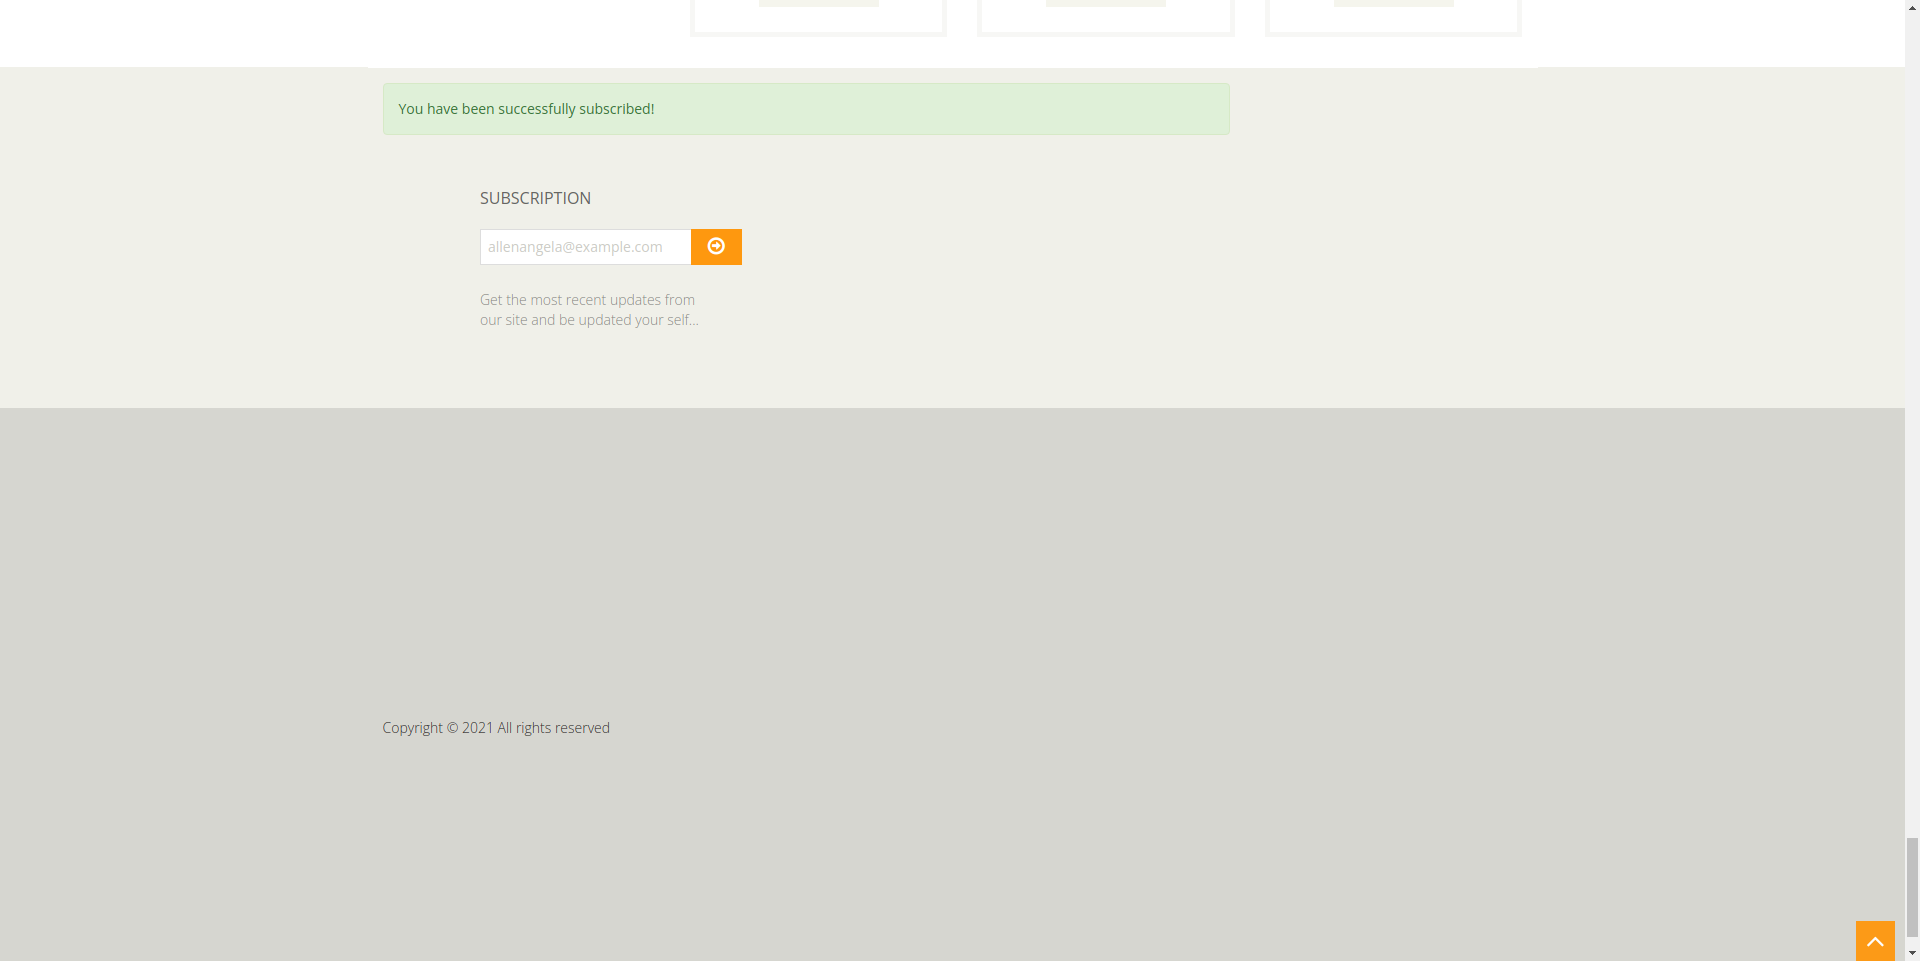 You have been successfully subscribed!
SUBSCRIPTION
allenangela@example.com
Get the most recent updates from
our site and be updated your self...
Copyright © 2021 All rights reserved